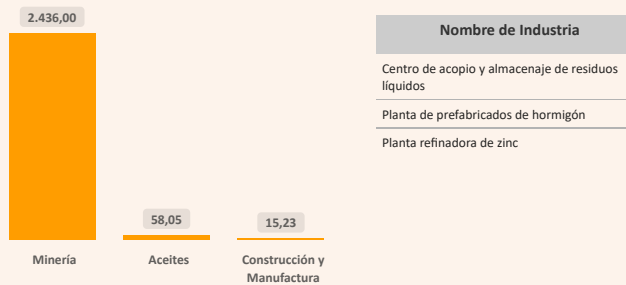 2.436,00
58,05
15,23
Minería
Aceites
Construcción y
Manufactura
Nombre de Industria
Centro de acopio y almacenaje de residuos
líquidos
Planta de prefabricados de hormigón
Planta refinadora de zinc